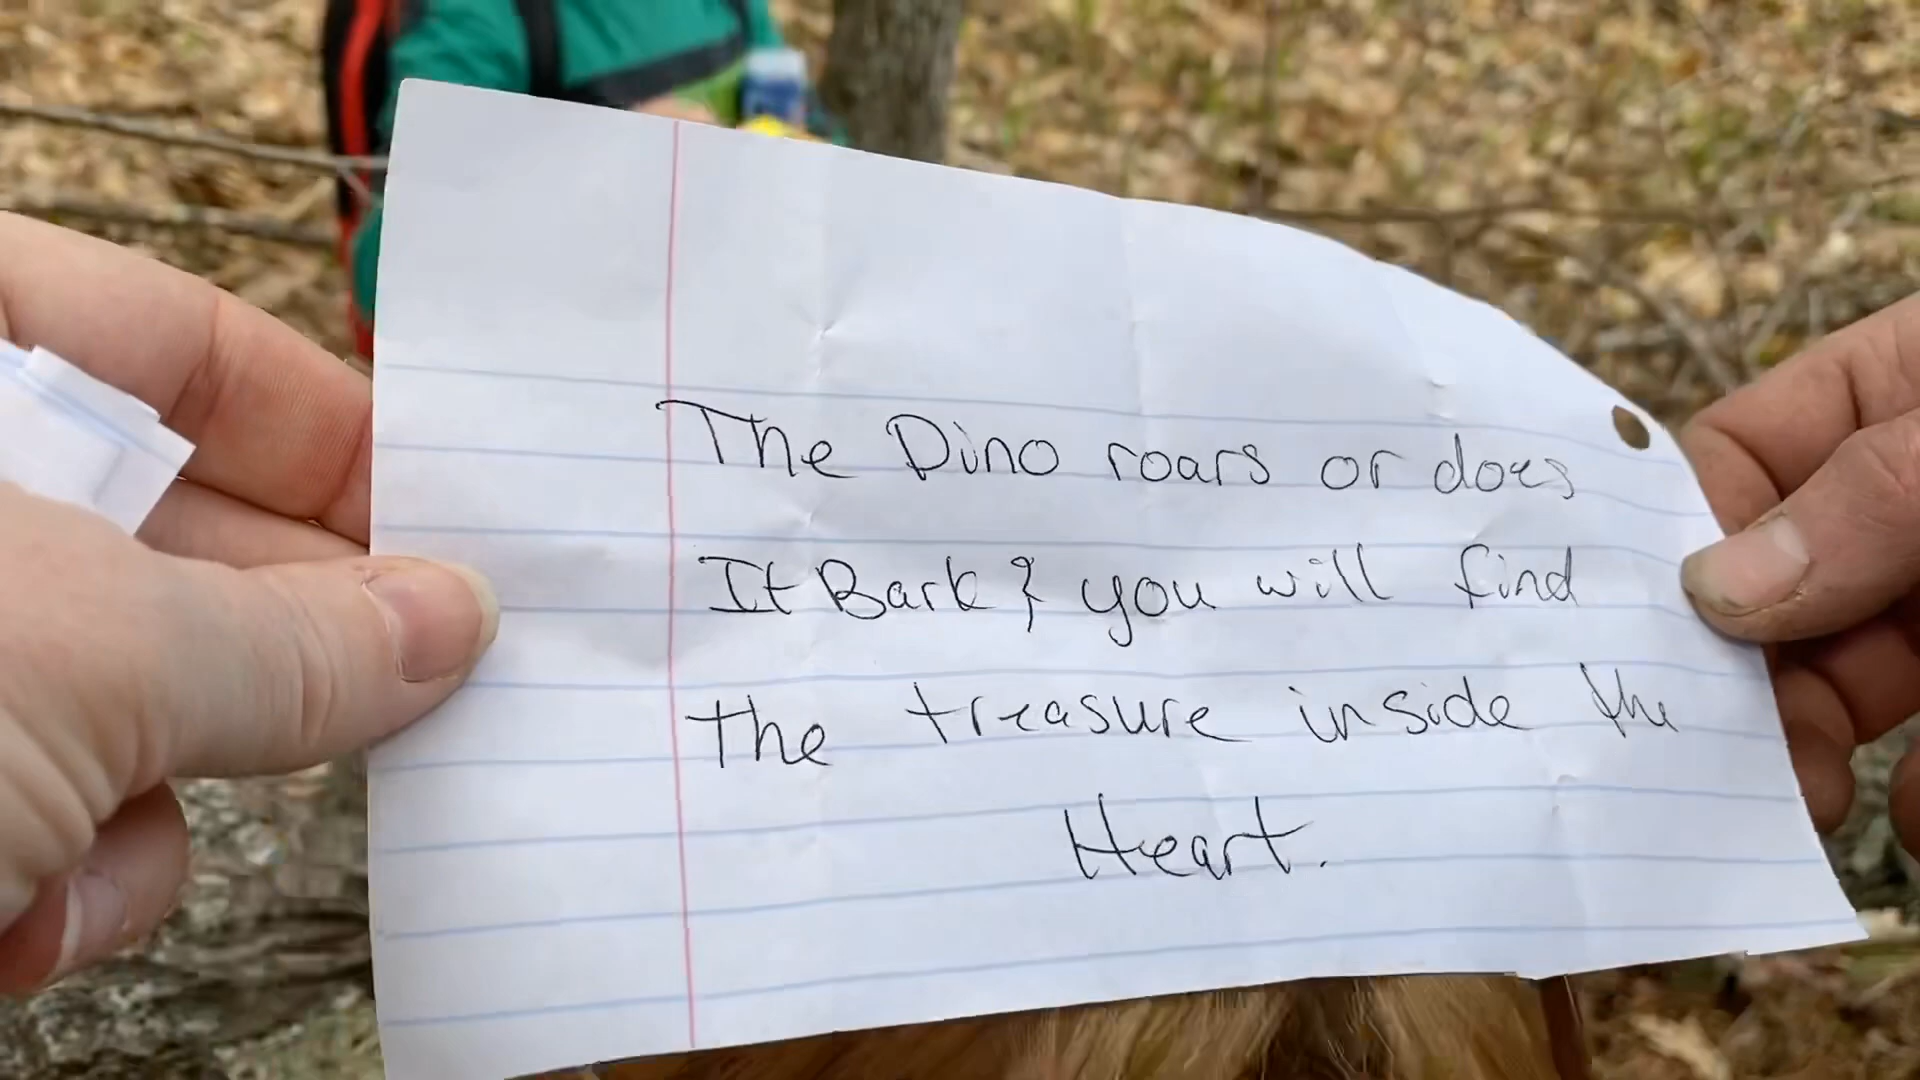 The Dino roars or does
It Bark & you will find
the treasure inside the
Heart.